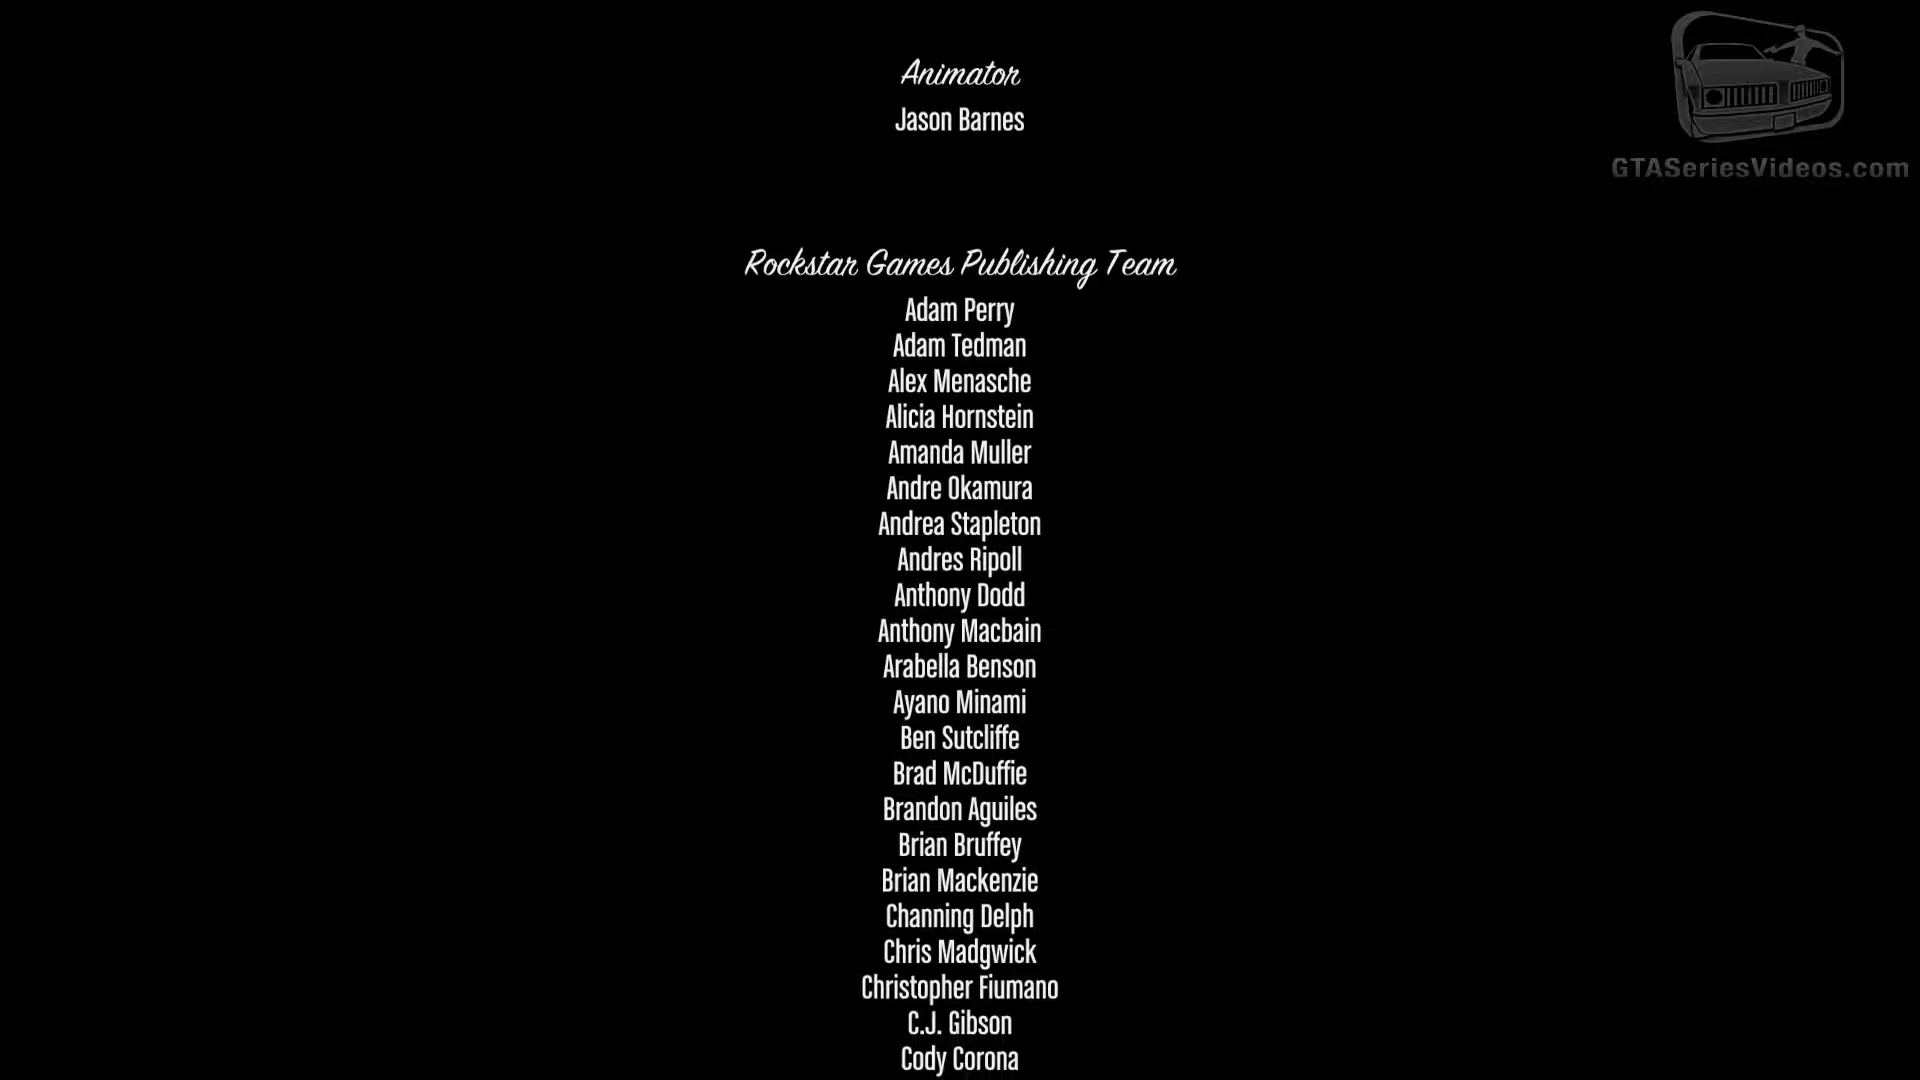 Animator
Jason Barnes
GTASeriesVideos.com
Rockstar Games Publishing Team
Adam Perry
Adam Tedman
Alex Menasche
Alicia Hornstein
Amanda Muller
Andre Okamura
Andrea Stapleton
Andres Ripoll
Anthony Dodd
Anthony Macbain
Arabella Benson
Ayano Minami
Ben Sutcliffe
Brad McDuffie
Brandon Aguiles
Brian Bruffey
Brian Mackenzie
Channing Delph
Chris Madgwick
Christopher Fiumano
C.J. Gibson
Cody Corona